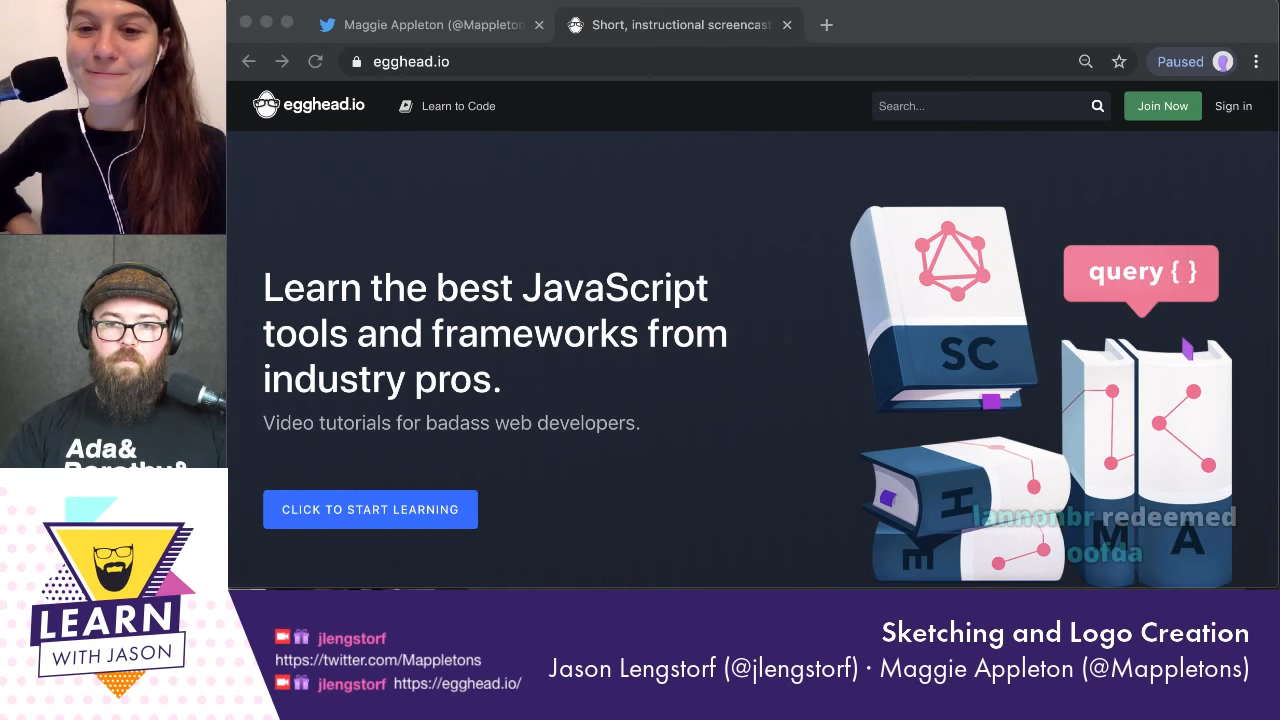 Maggie Appleton (@Mappleton
Short, instructional screencast
egghead.io
Paused
egghead.io
Learn to Code
Search...
Join Now
Sign in
Learn the best JavaScript
tools and frameworks from
industry pros.
Video tutorials for badass web developers.
CLICK TO START LEARNING
query { }
SC
H
E
M
A
lannonbr redeemed
oofda
Ada&
LEARN
WITH JASON
jlengstorf
https://twitter.com/Mappletons
jlengstorf https://egghead.io/
Sketching and Logo Creation
Jason Lengstorf (@jlengstorf) · Maggie Appleton (@Mappletons)